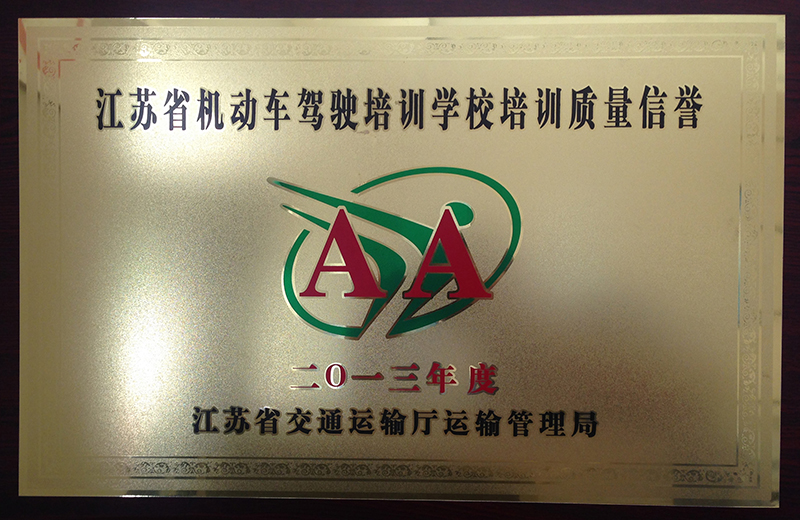 江苏省机动车驾驶培训学校培训质量信誉
AA
二0一三年度
江苏省交通运输厅运输管理局